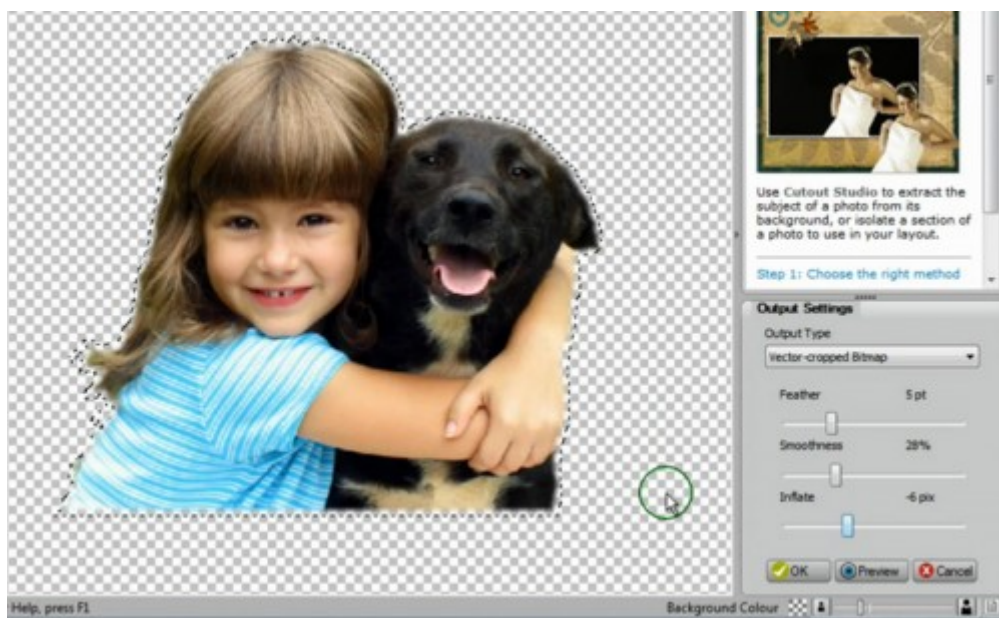 Use Cutout Studio to extract the
subject of a photo from its
background, or isolate a section of
a photo to use in your layout.
Step 1: Choose the right method
Output Settings
Output Type
Vector-cropped Bitmap
Feather 5 pt
Smoothness 28%
Inflate -6 pix
OK Preview Cancel
Help, press F1
Background Colour